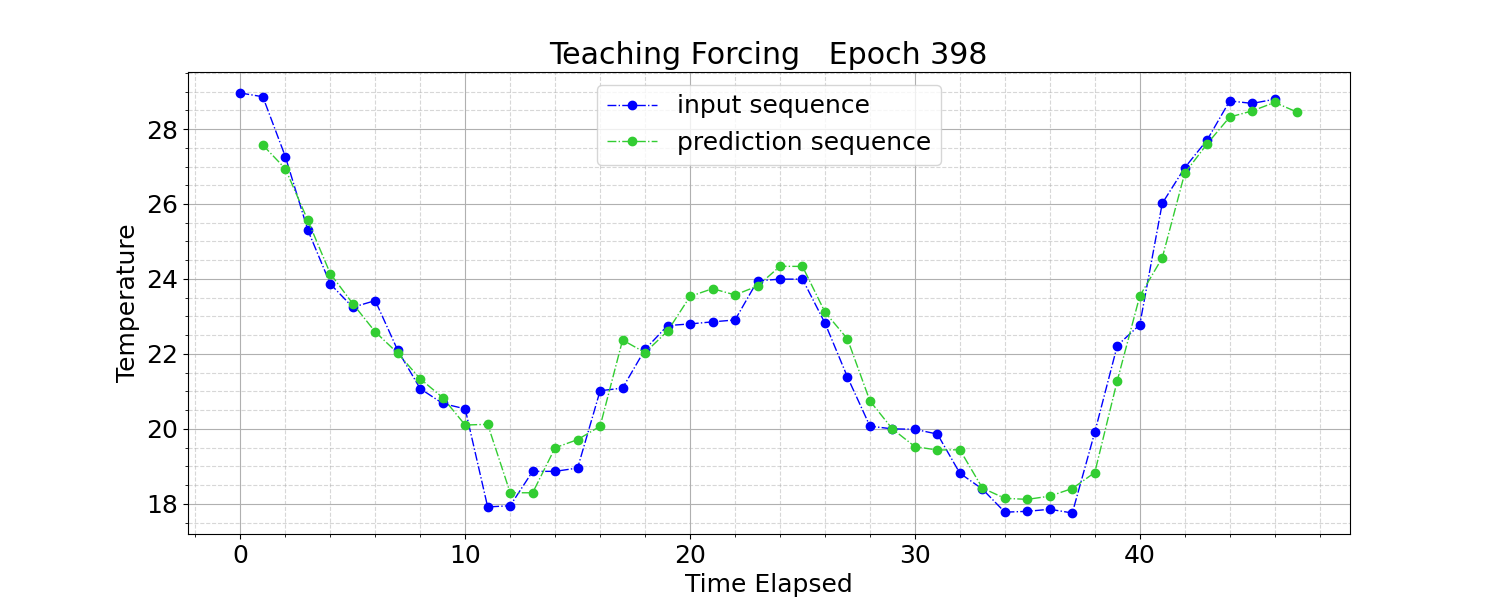 Teaching Forcing   Epoch 398
input sequence
prediction sequence
Temperature
28
26
24
22
20
18
0 10 20 30 40
Time Elapsed